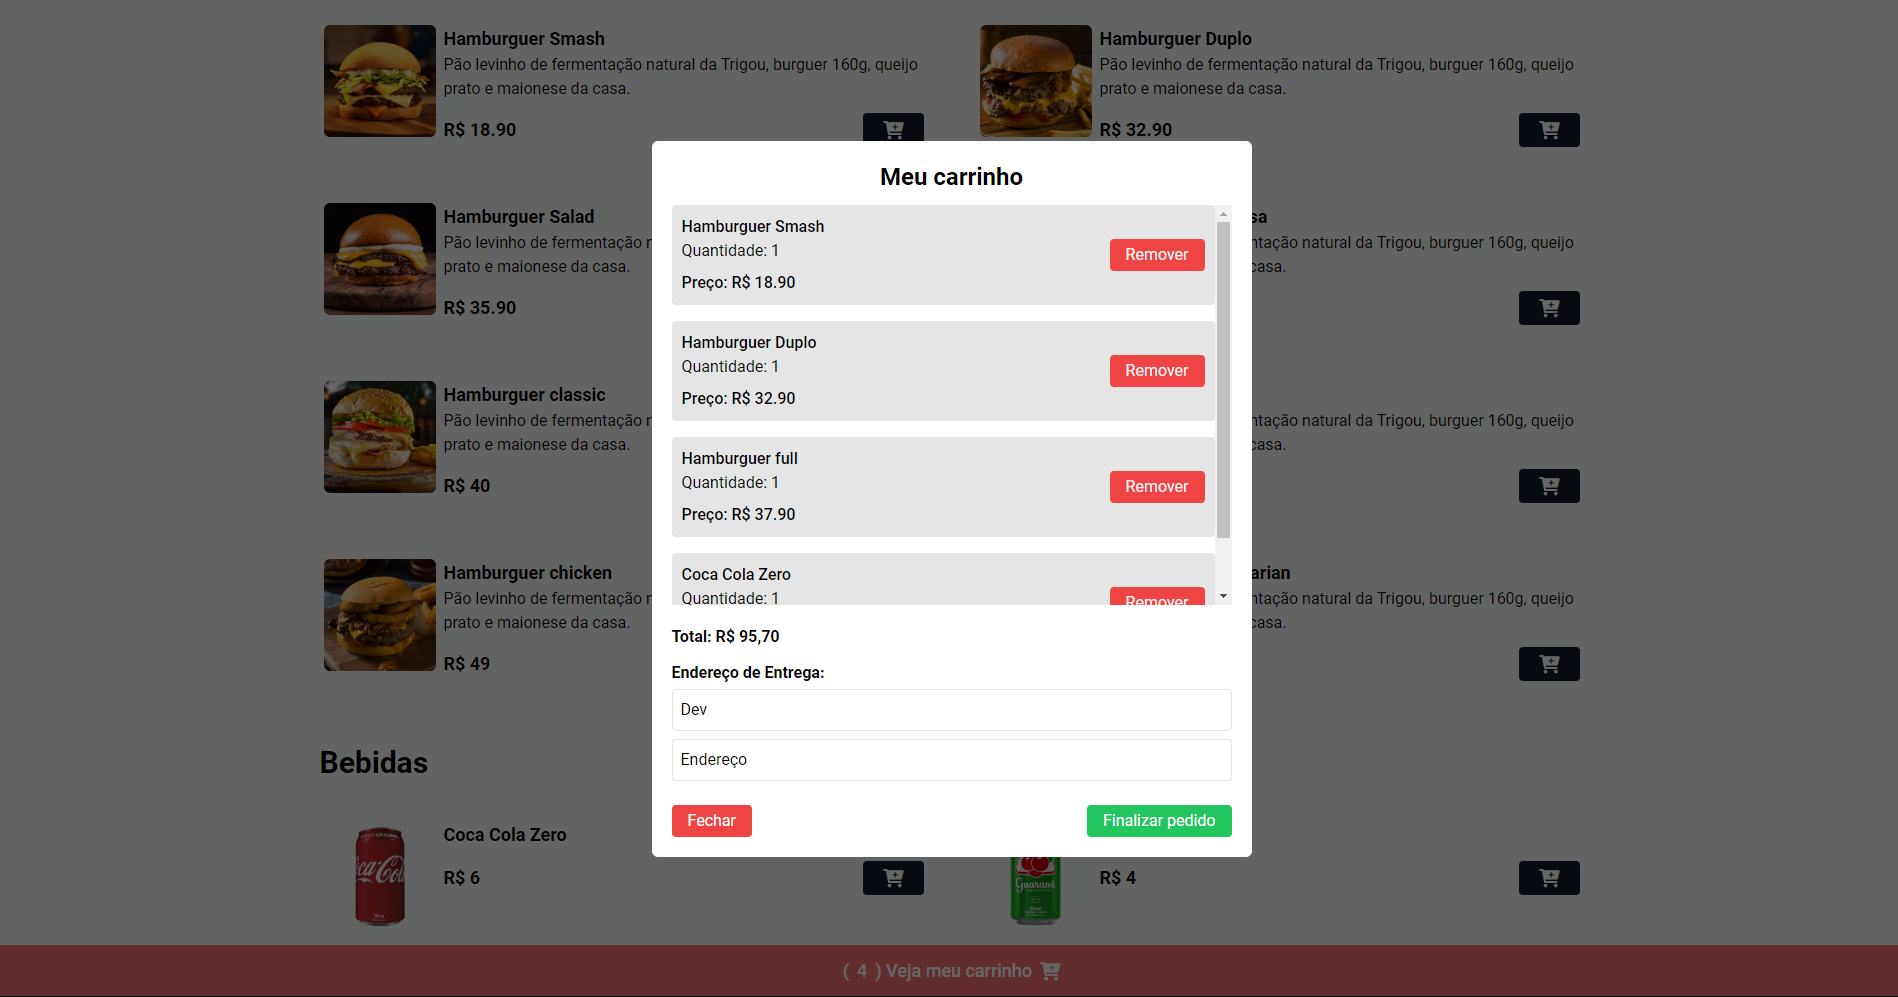 Hamburguer Smash
Pão levinho de fermentação natural da Trigou, burguer 160g, queijo
prato e maionese da casa.
R$ 18.90
Hamburguer Duplo
Pão levinho de fermentação natural da Trigou, burguer 160g, queijo
prato e maionese da casa.
R$ 32.90
Hamburguer Salad
Pão levinho de fermentação n
prato e maionese da casa.
R$ 35.90
sa
ntação natural da Trigou, burguer 160g, queijo
casa.
Hamburguer classic
Pão levinho de fermentação n
prato e maionese da casa.
R$ 40
ntação natural da Trigou, burguer 160g, queijo
casa.
Hamburguer chicken
Pão levinho de fermentação n
prato e maionese da casa.
R$ 49
arian
ntação natural da Trigou, burguer 160g, queijo
casa.
Meu carrinho
Hamburguer Smash
Quantidade: 1
Preço: R$ 18.90
Remover
Hamburguer Duplo
Quantidade: 1
Preço: R$ 32.90
Remover
Hamburguer full
Quantidade: 1
Preço: R$ 37.90
Remover
Coca Cola Zero
Quantidade: 1
Remover
Total: R$ 95,70
Endereço de Entrega:
Dev
Endereço
Fechar
Finalizar pedido
Bebidas
Coca Cola Zero
R$ 6
Guaraná
R$ 4
( 4 ) Veja meu carrinho